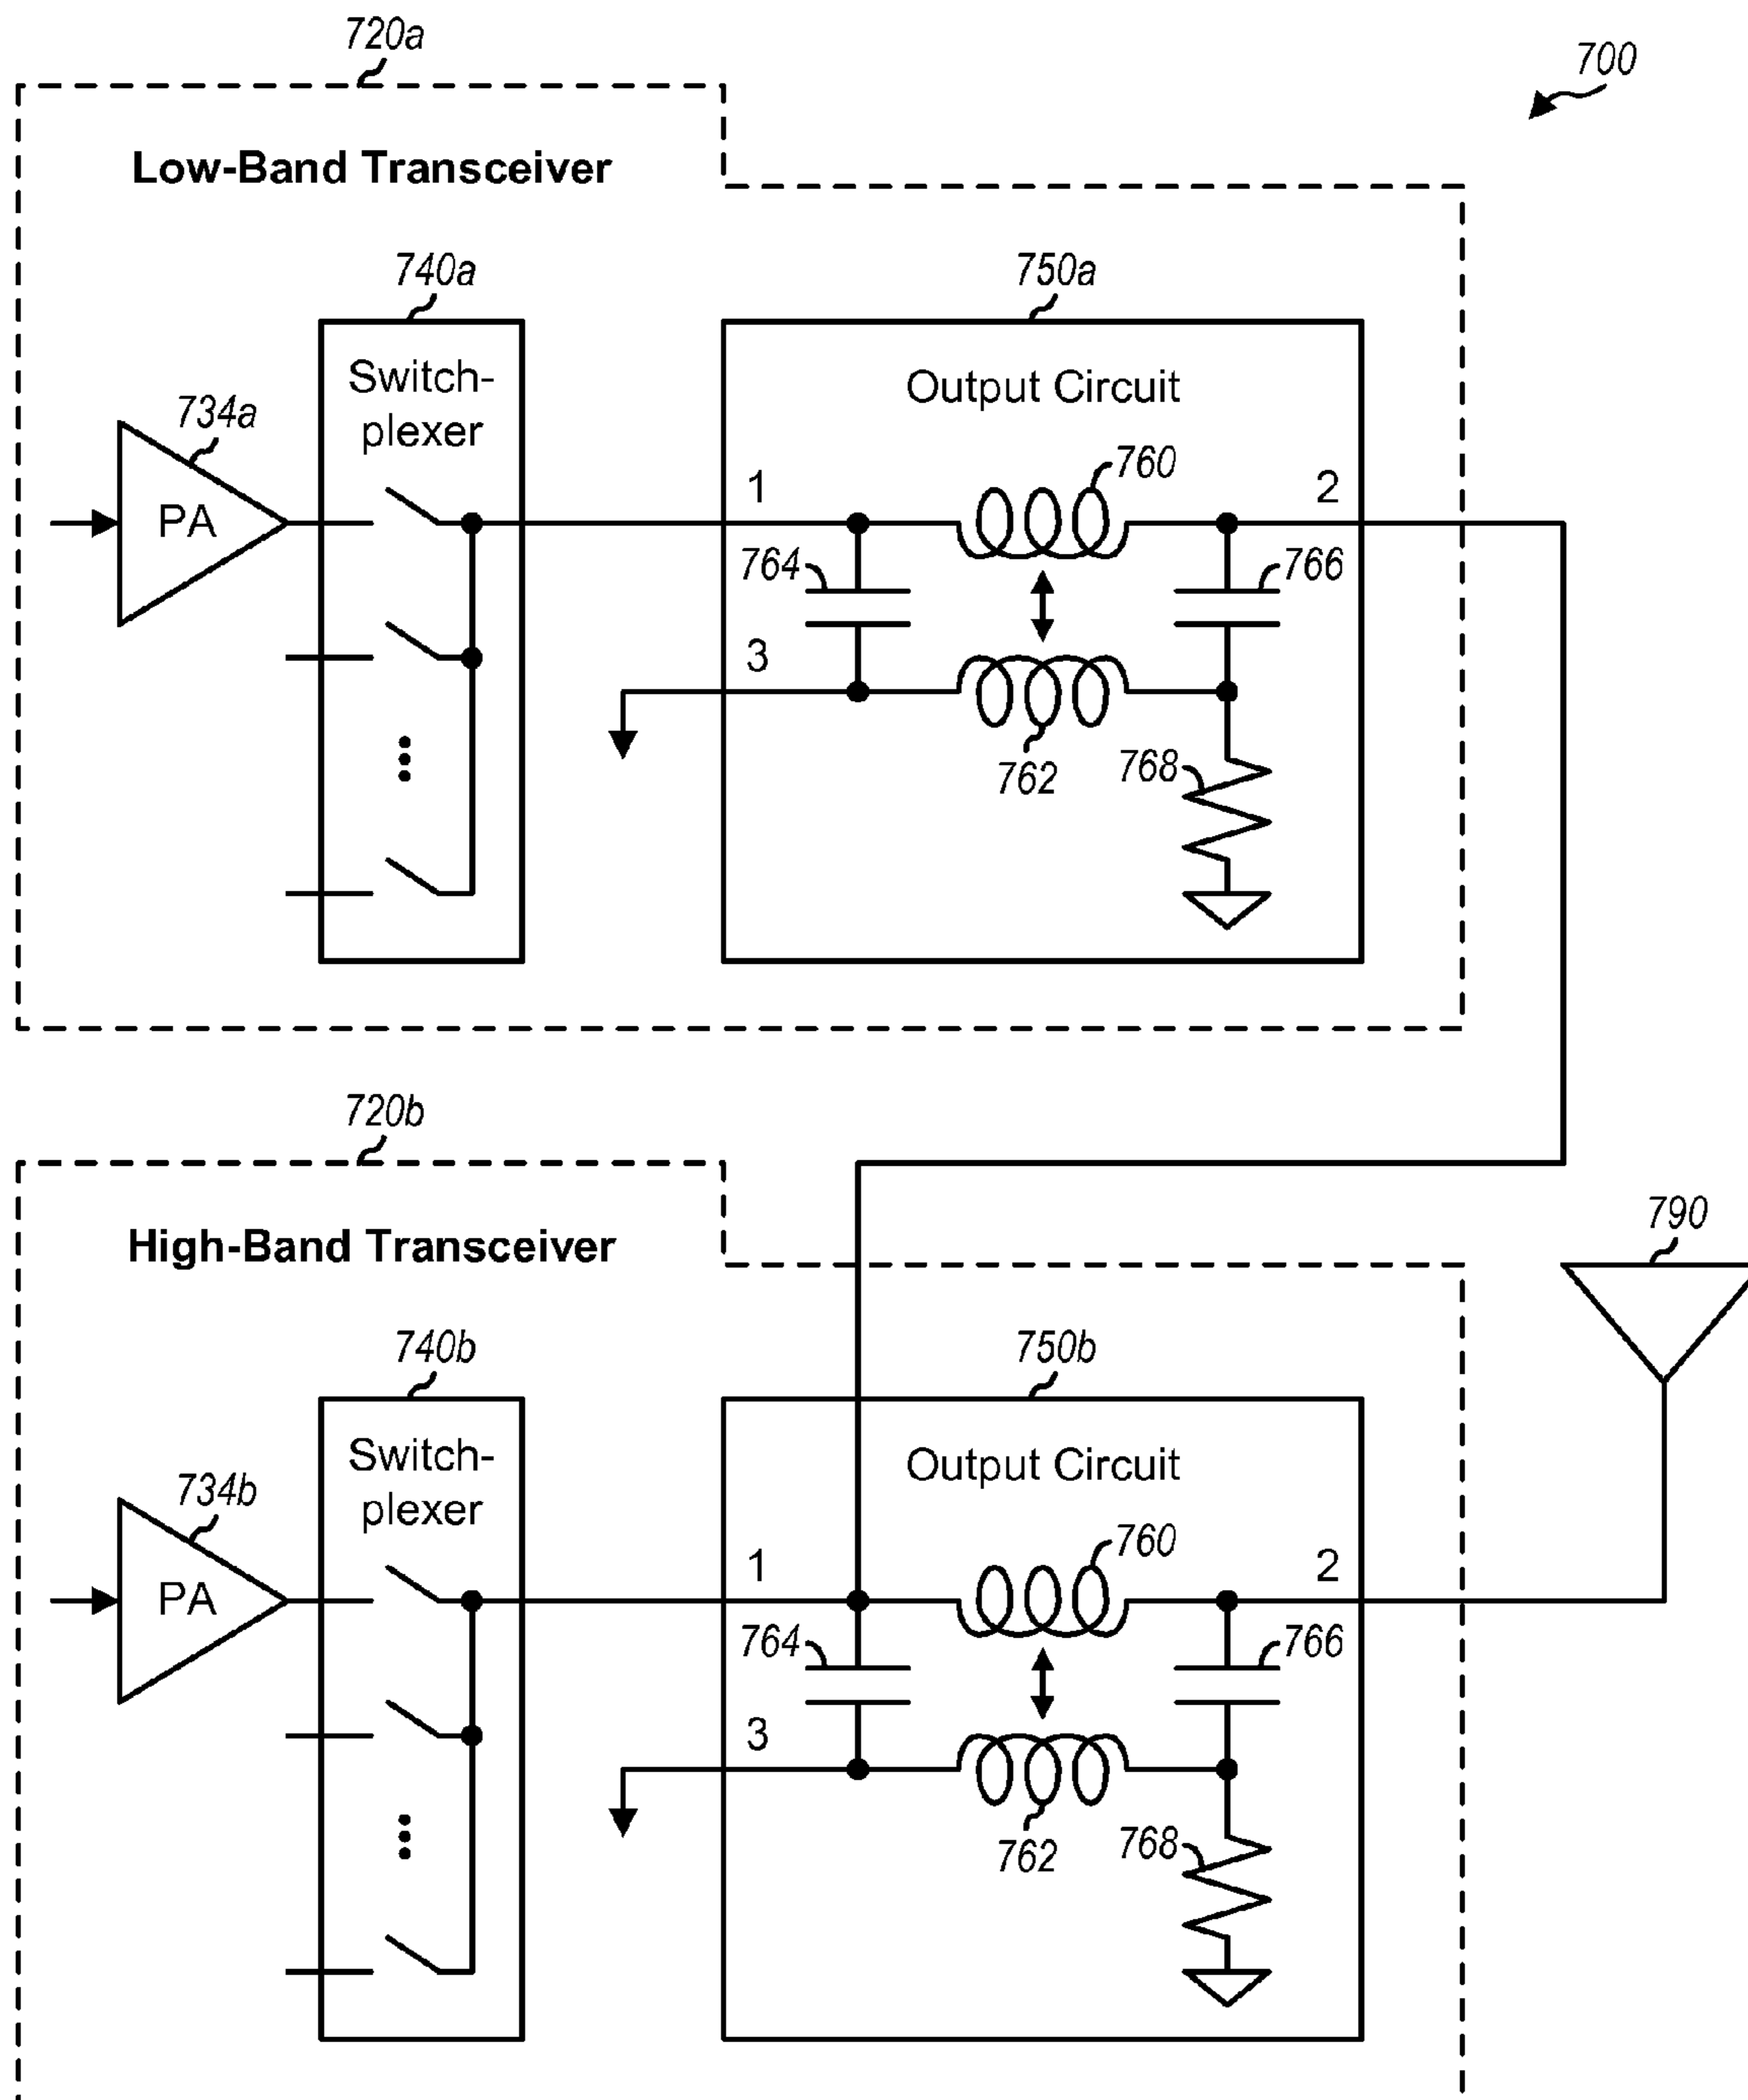 720a
700
Low-Band Transceiver
740a
750a
Switch-
plexer
Output Circuit
734a
PA
1
760
2
764
766
3
762
768
720b
790
High-Band Transceiver
740b
750b
Switch-
plexer
Output Circuit
734b
PA
1
760
2
764
766
3
762
768